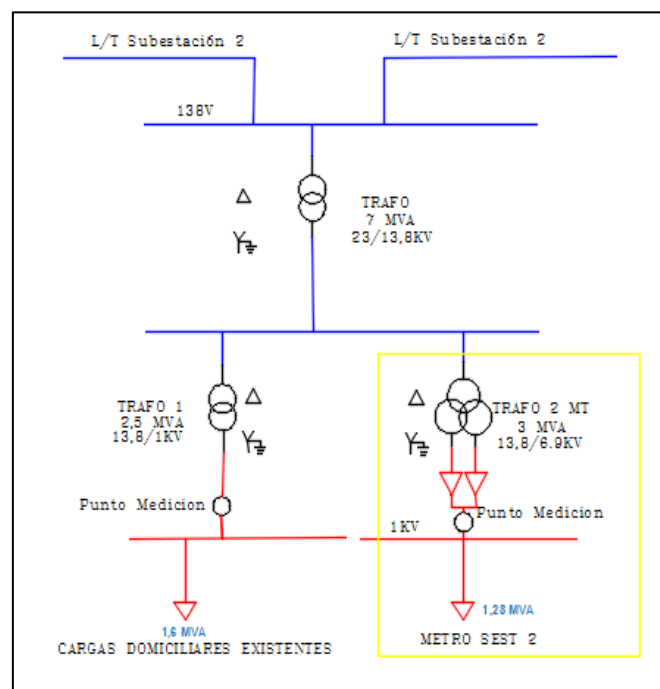 L/T Subestación 2
L/T Subestación 2
138V
TRAFO
7 MVA
23/13,8KV
TRAFO 1
2,5 MVA
13,8/1KV
TRAFO 2 MT
3 MVA
13,8/6.9KV
Punto Medicion
Punto Medicion
1KV
1,6 MVA
1,28 MVA
CARGAS DOMICILIARES EXISTENTES
METRO SEST 2